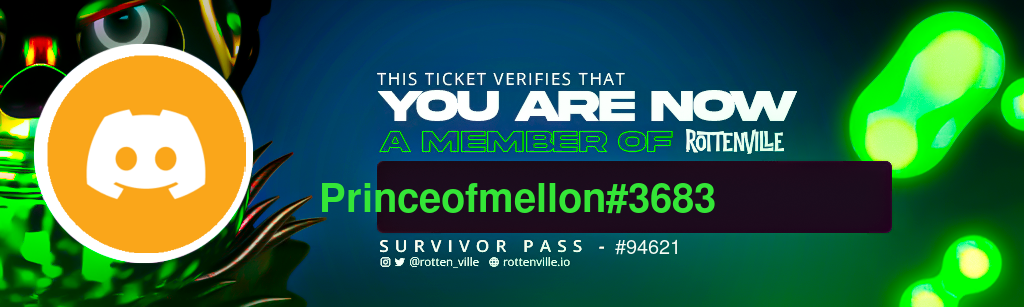 THIS TICKET VERIFIES THAT
YOU ARE NOW
A MEMBER OF ROTTENVILLE
Princeofmellon#3683
SURVIVOR PASS - #94621
@rotten_ville rottenville.io